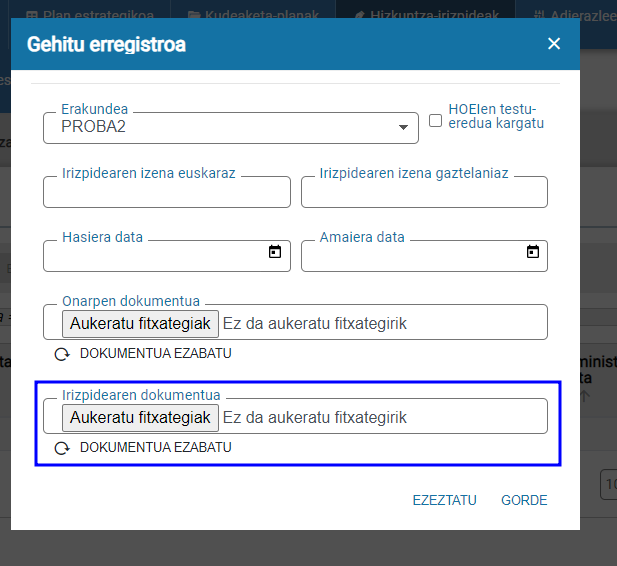 Plan estrategikoa Kudeaketa-planak Hizkuntza-irizpideak Adierazlee
Gehitu erregistroa
Erakundea
PROBA2
HOEIen testu-
eredua kargatu
Irizpidearen izena euskaraz
Irizpidearen izena gaztelaniaz
Hasiera data
Amaiera data
Onarpen dokumentua
Aukeratu fitxategiak Ez da aukeratu fitxategirik
DOKUMENTUA EZABATU
Irizpidearen dokumentua
Aukeratu fitxategiak Ez da aukeratu fitxategirik
DOKUMENTUA EZABATU
EZEZTATU GORDE